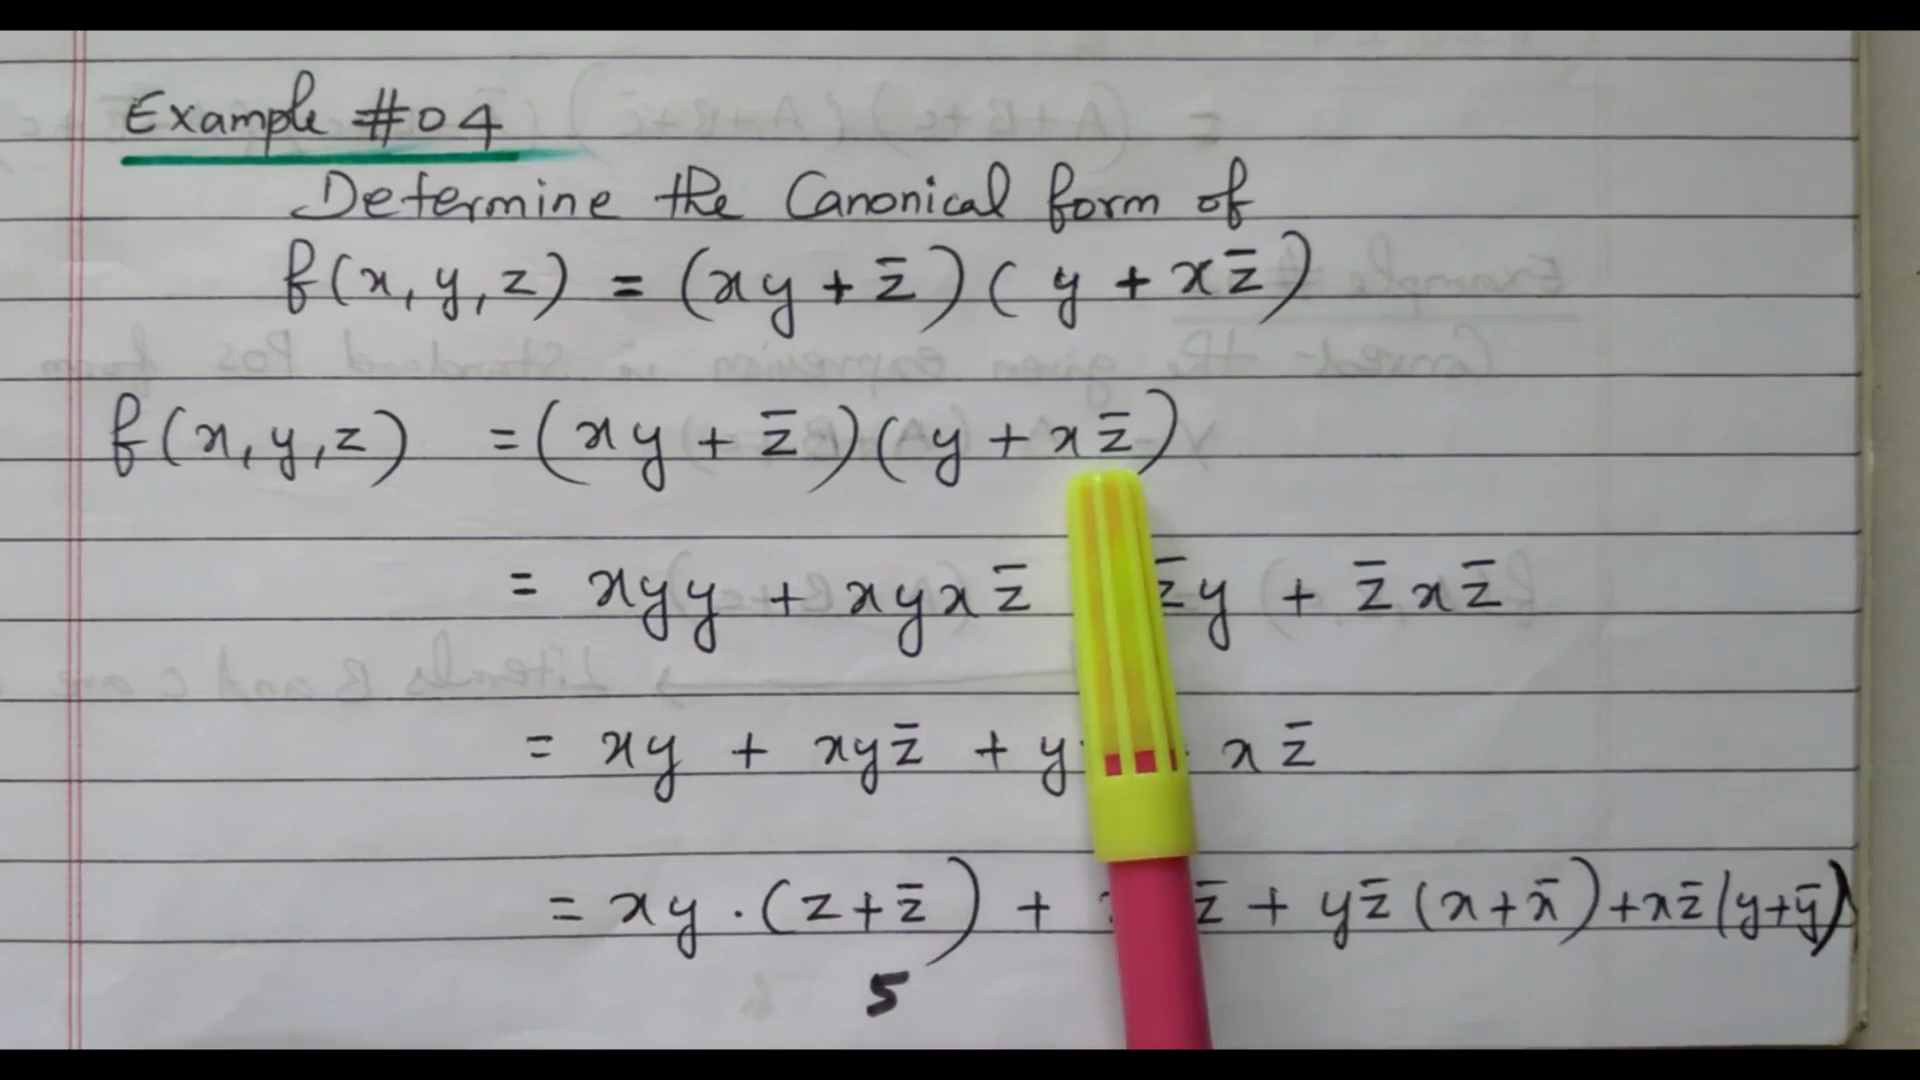 Example #04
Determine the Canonical form of
f(x, y, z) = (xy + z̄)(y + xz̄)
f(x, y, z) = (xy + z̄)(y + xz̄)
= xyy + xyxz̄ z̄y + z̄xz̄
= xy + xyz̄ + y xz̄
= xy.(z+z̄) + z̄ + yz̄(x+x̄)+xz̄(y+ȳ)
5